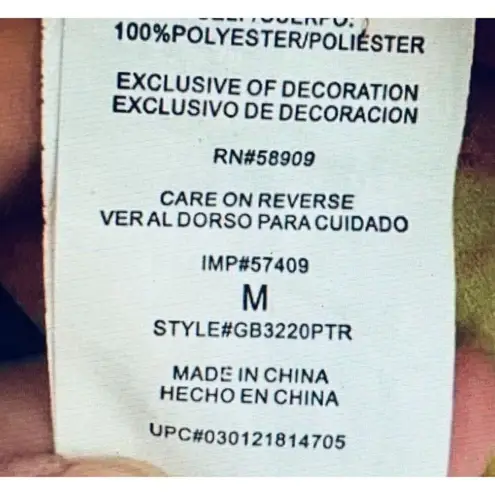 100%POLYESTER/POLIÉSTER
EXCLUSIVE OF DECORATION
EXCLUSIVO DE DECORACION
RN#58909
CARE ON REVERSE
VER AL DORSO PARA CUIDADO
IMP#57409
M
STYLE#GB3220PTR
MADE IN CHINA
HECHO EN CHINA
UPC#030121814705